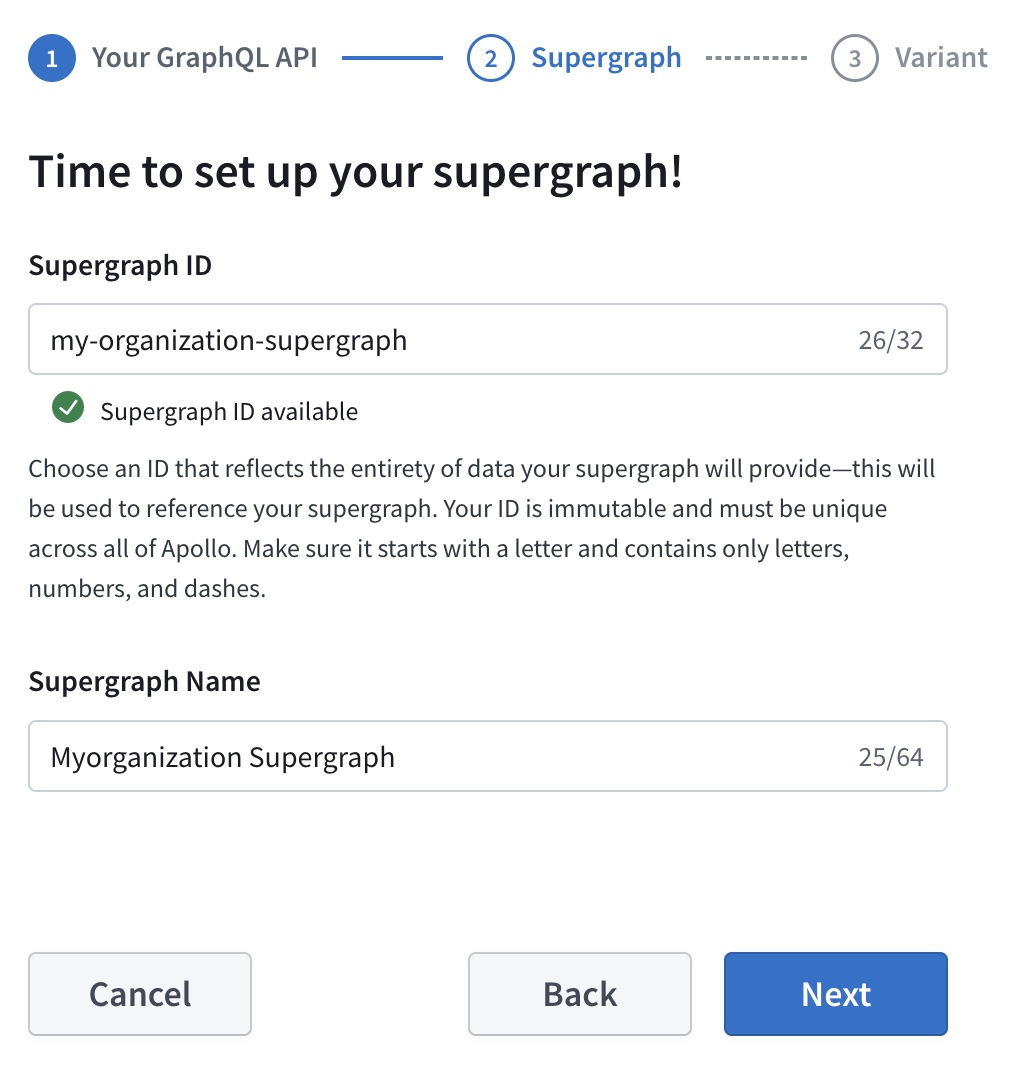 1 Your GraphQL API 2 Supergraph 3 Variant
Time to set up your supergraph!
Supergraph ID
my-organization-supergraph 26/32
Supergraph ID available
Choose an ID that reflects the entirety of data your supergraph will provide—this will
be used to reference your supergraph. Your ID is immutable and must be unique
across all of Apollo. Make sure it starts with a letter and contains only letters,
numbers, and dashes.
Supergraph Name
Myorganization Supergraph 25/64
Cancel Back Next